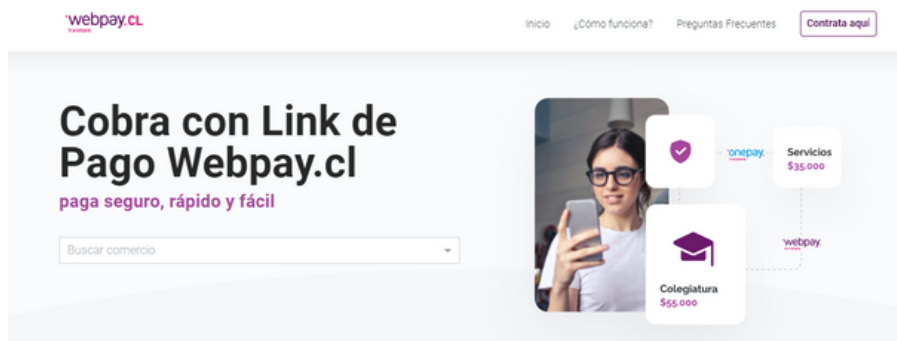 webpay.CL
transbank.
Inicio
¿Cómo funciona?
Preguntas Frecuentes
Contrata aquí
Cobra con Link de
Pago Webpay.cl
paga seguro, rápido y fácil
Buscar comercio
onepay.
Servicios
$35.000
webpay.
Colegiatura
$55.000